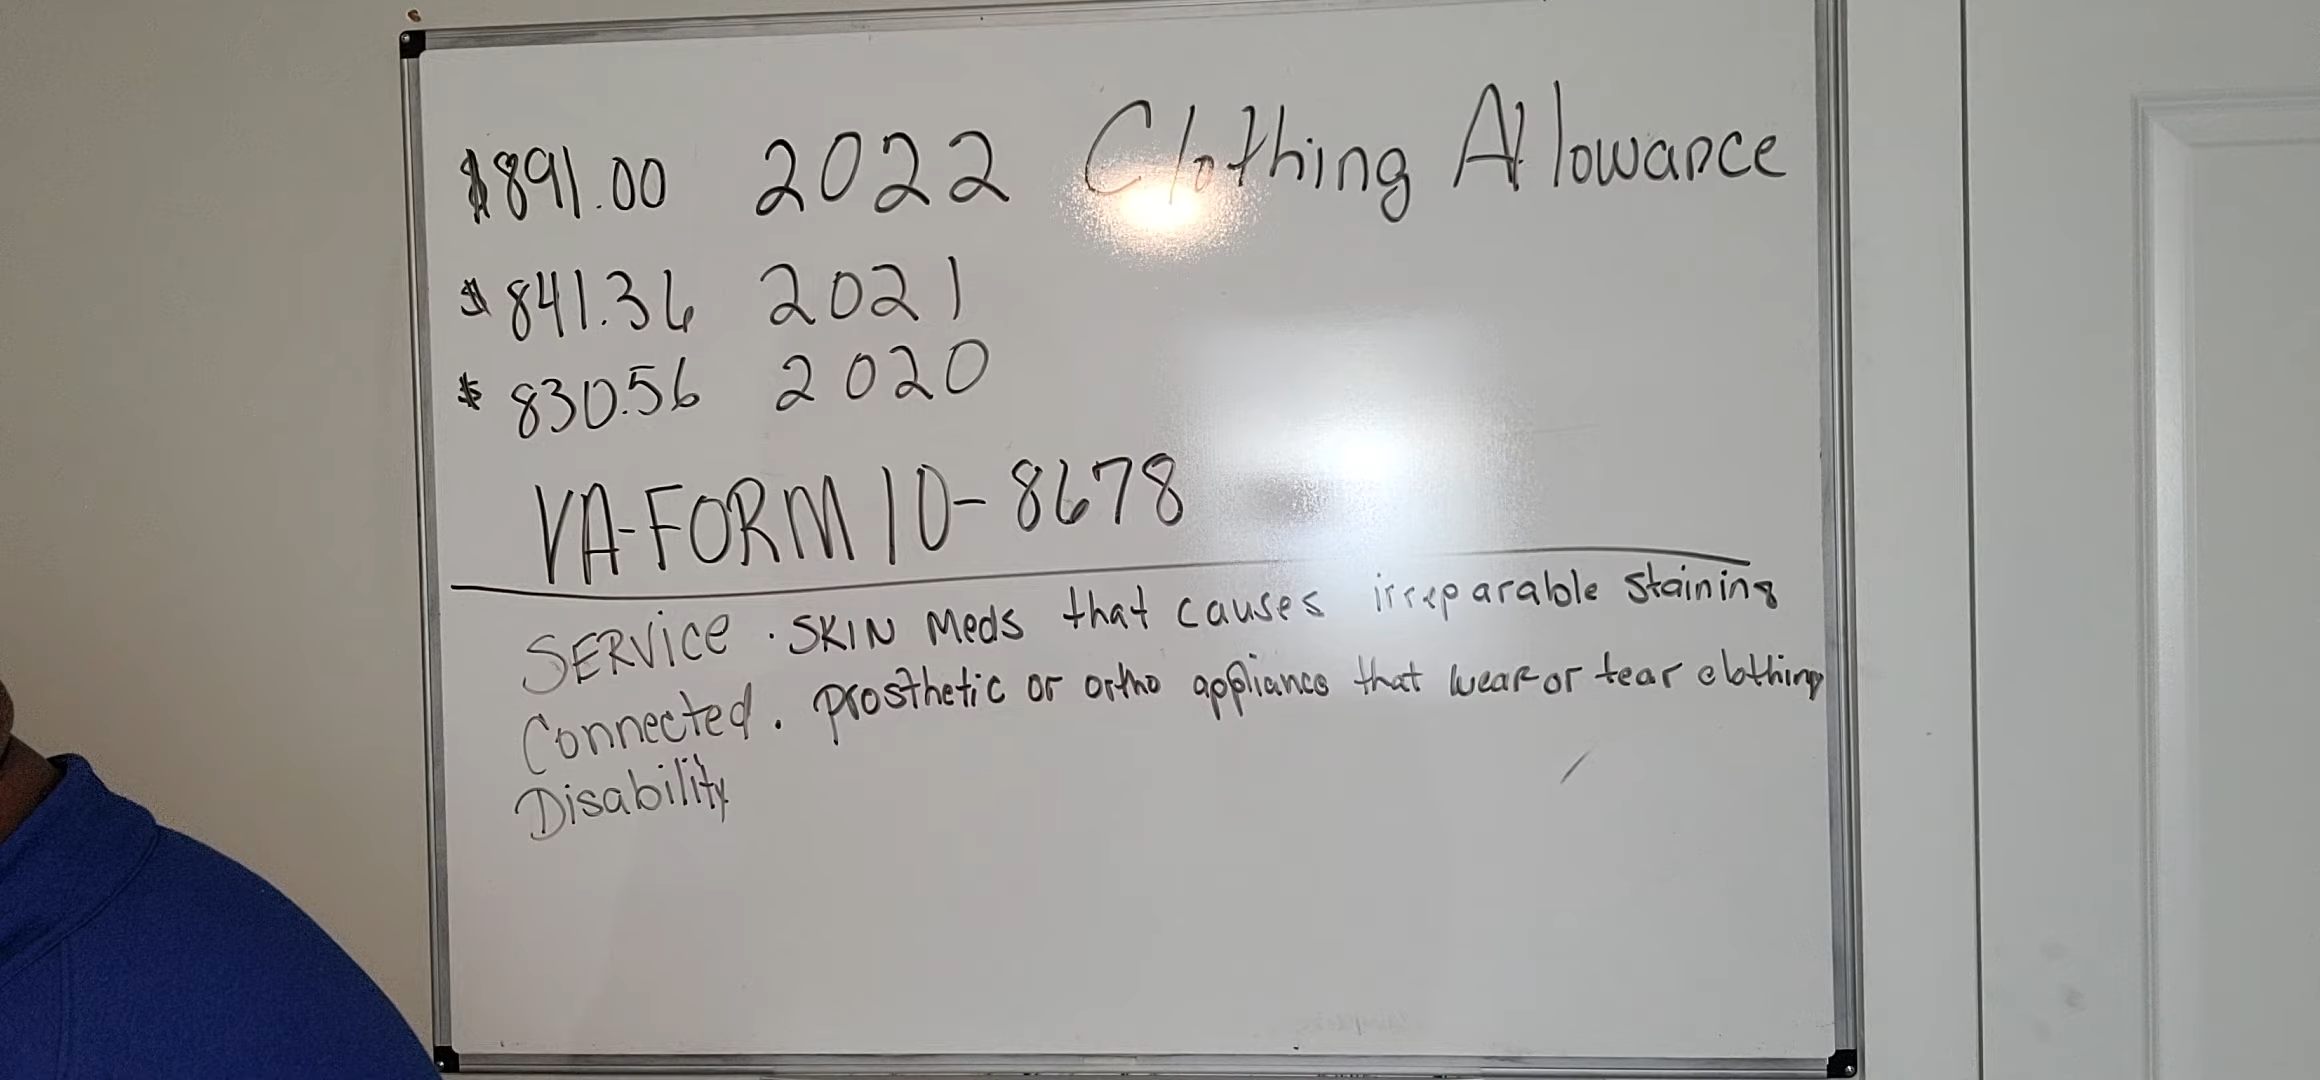 $891.00 2022 Clothing Allowance
$841.36 2021
$830.56 2020
VA-FORM 10-8678
SERVICE · SKIN Meds that causes irreparable staining
Connected · Prosthetic or ortho appliance that wear or tear clothing
Disability